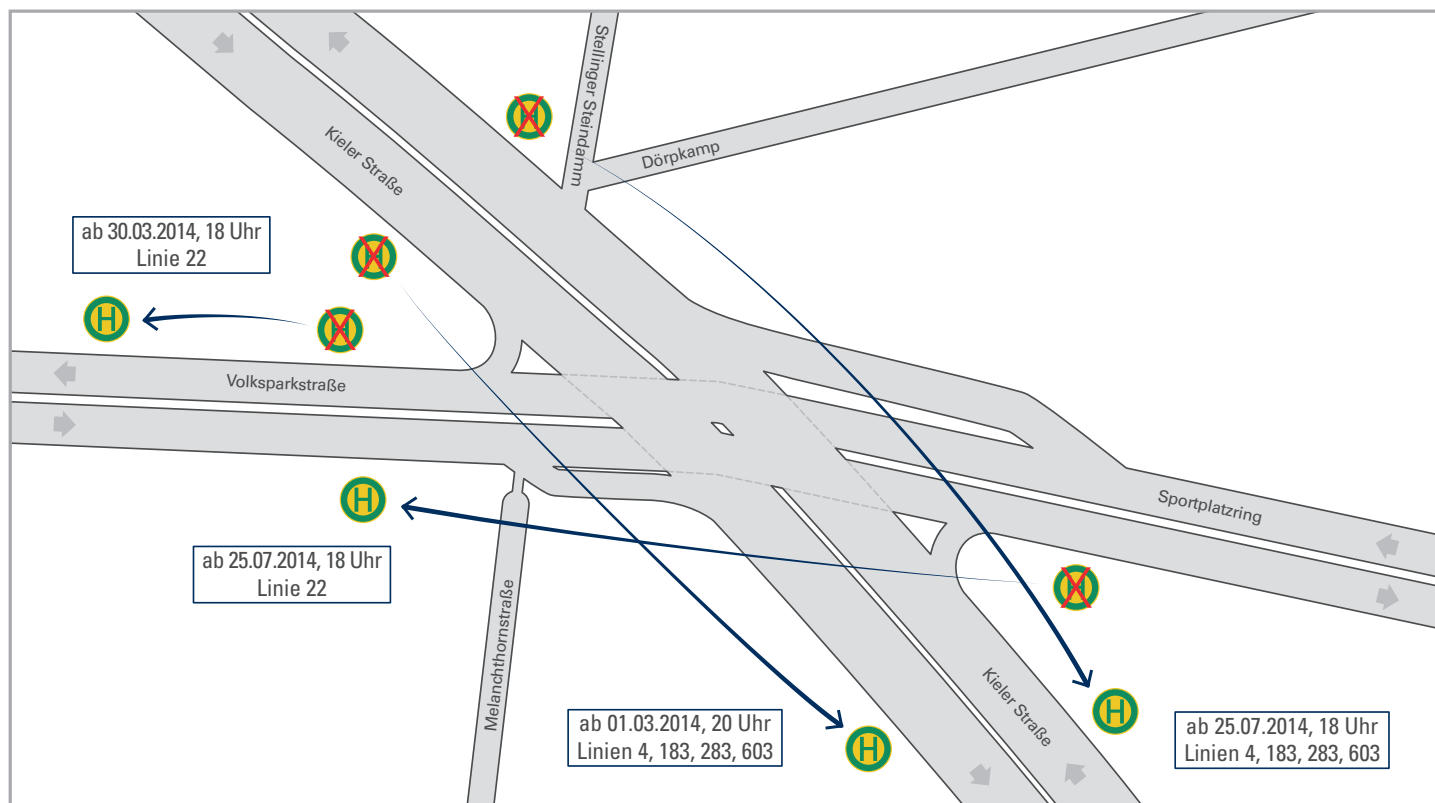 Stellinger Steindamm
Dörpkamp
Kieler Straße
H
H
ab 30.03.2014, 18 Uhr
Linie 22
H
H
Volksparkstraße
Sportplatzring
H
ab 25.07.2014, 18 Uhr
Linie 22
H
Melanchthornstraße
Kieler Straße
H
ab 01.03.2014, 20 Uhr
Linien 4, 183, 283, 603
H
ab 25.07.2014, 18 Uhr
Linien 4, 183, 283, 603